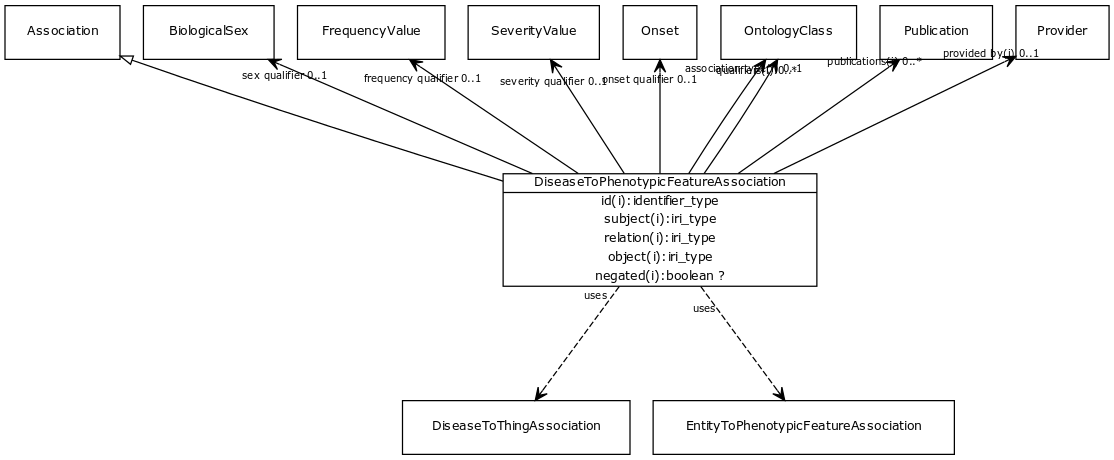 Association
BiologicalSex
FrequencyValue
SeverityValue
Onset
OntologyClass
Publication
Provider
sex qualifier 0..1
frequency qualifier 0..1
severity qualifier 0..1
onset qualifier 0..1
association type(i) 0..1
qualifiers(i) 0..*
publications(i) 0..*
provided by(i) 0..1
DiseaseToPhenotypicFeatureAssociation
id(i):identifier_type
subject(i):iri_type
relation(i):iri_type
object(i):iri_type
negated(i):boolean ?
uses
uses
DiseaseToThingAssociation
EntityToPhenotypicFeatureAssociation